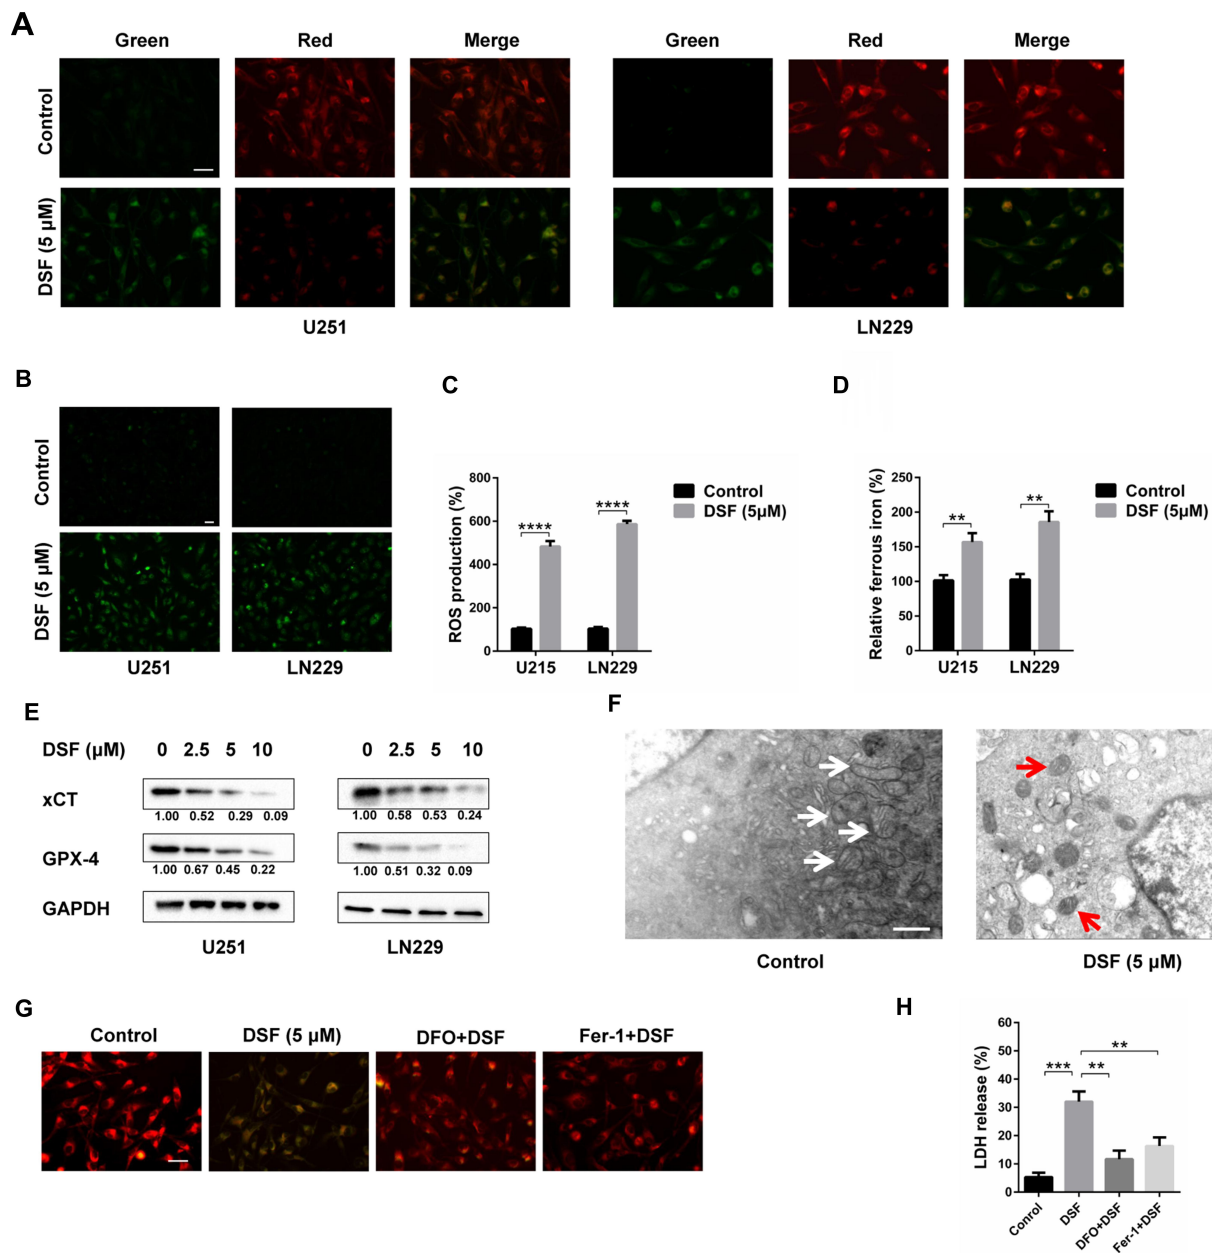 A
Green Red Merge Green Red Merge
Control
DSF (5 μM)
U251 LN229
B
Control
DSF (5 μM)
U251 LN229
C
ROS production (%)
800
600
400
200
0
**** ****
Control
DSF (5μM)
U215 LN229
D
Relative ferrous iron (%)
250
200
150
100
50
0
** **
Control
DSF (5μM)
U215 LN229
E
DSF (μM) 0 2.5 5 10 0 2.5 5 10
xCT
1.00 0.52 0.29 0.09 1.00 0.58 0.53 0.24
GPX-4
1.00 0.67 0.45 0.22 1.00 0.51 0.32 0.09
GAPDH
U251 LN229
F
Control DSF (5 μM)
G
Control DSF (5 μM) DFO+DSF Fer-1+DSF
H
LDH release (%)
60
50
40
30
20
10
0
*** ** **
Conrol
DSF
DFO+DSF
Fer-1+DSF